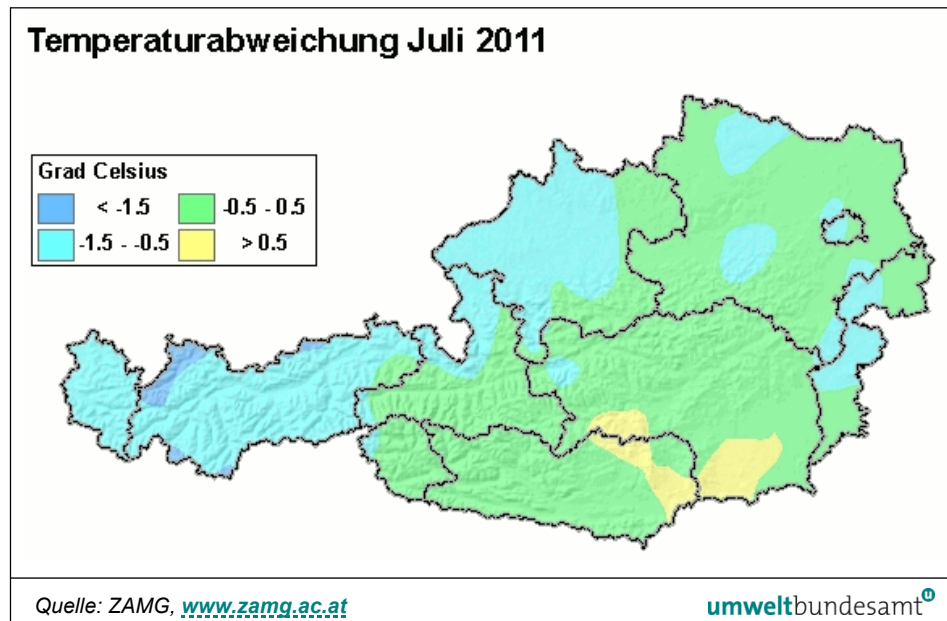 Temperaturabweichung Juli 2011
Grad Celsius
< -1.5
-0.5 - 0.5
-1.5 - -0.5
> 0.5
Quelle: ZAMG, www.zamg.ac.at
umweltbundesamt